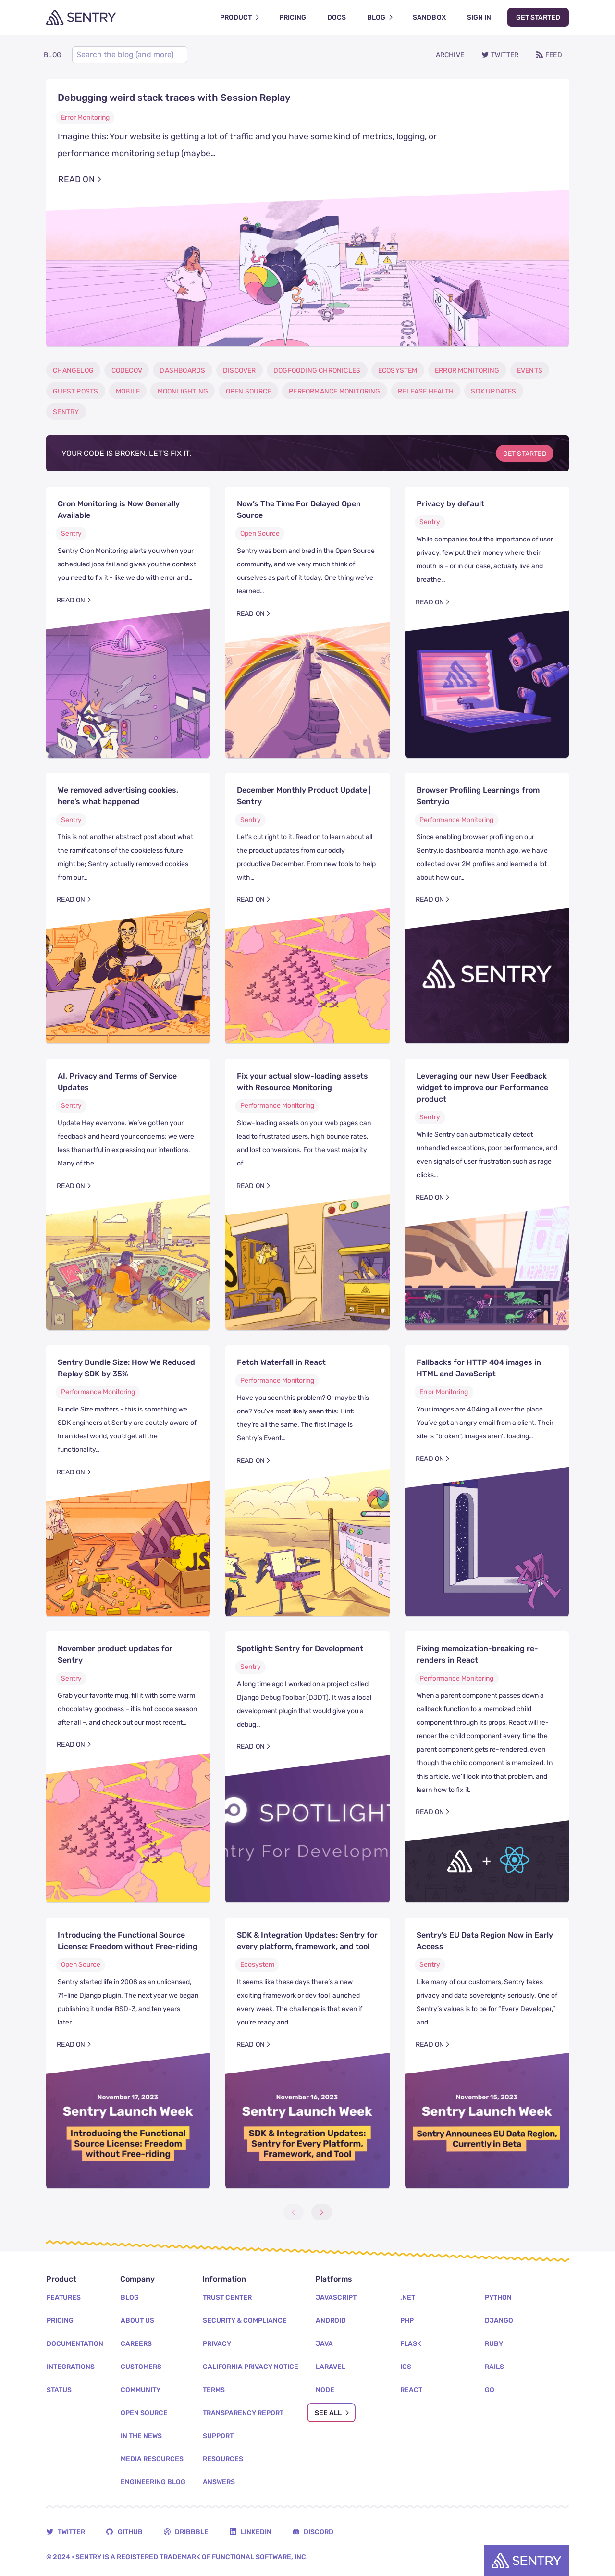 SENTRY
PRODUCT
PRICING
DOCS
BLOG
SANDBOX
SIGN IN
GET STARTED
BLOG
Search the blog (and more)
ARCHIVE
TWITTER
FEED
Debugging weird stack traces with Session Replay
Error Monitoring
Imagine this: Your website is getting a lot of traffic and you have some kind of metrics, logging, or
performance monitoring setup (maybe…
READ ON
CHANGELOG
CODECOV
DASHBOARDS
DISCOVER
DOGFOODING CHRONICLES
ECOSYSTEM
ERROR MONITORING
EVENTS
GUEST POSTS
MOBILE
MOONLIGHTING
OPEN SOURCE
PERFORMANCE MONITORING
RELEASE HEALTH
SDK UPDATES
SENTRY
YOUR CODE IS BROKEN. LET'S FIX IT.
GET STARTED
Cron Monitoring is Now Generally
Available
Sentry
Sentry Cron Monitoring alerts you when your
scheduled jobs fail and gives you the context
you need to fix it - like we do with error and…
READ ON
Now's The Time For Delayed Open
Source
Open Source
Sentry was born and bred in the Open Source
community, and we very much think of
ourselves as part of it today. One thing we've
learned…
READ ON
Privacy by default
Sentry
While companies tout the importance of user
privacy, few put their money where their
mouth is – or in our case, actually live and
breathe…
READ ON
We removed advertising cookies,
here's what happened
Sentry
This is not another abstract post about what
the ramifications of the cookieless future
might be; Sentry actually removed cookies
from our…
READ ON
December Monthly Product Update |
Sentry
Sentry
Let's cut right to it. Read on to learn about all
the product updates from our oddly
productive December. From new tools to help
with…
READ ON
Browser Profiling Learnings from
Sentry.io
Performance Monitoring
Since enabling browser profiling on our
Sentry.io dashboard a month ago, we have
collected over 2M profiles and learned a lot
about how our…
READ ON
SENTRY
AI, Privacy and Terms of Service
Updates
Sentry
Update Hey everyone. We've gotten your
feedback and heard your concerns; we were
less than artful in expressing our intentions.
Many of the…
READ ON
Fix your actual slow-loading assets
with Resource Monitoring
Performance Monitoring
Slow-loading assets on your web pages can
lead to frustrated users, high bounce rates,
and lost conversions. For the vast majority
of…
READ ON
Leveraging our new User Feedback
widget to improve our Performance
product
Sentry
While Sentry can automatically detect
unhandled exceptions, poor performance, and
even signals of user frustration such as rage
clicks…
READ ON
Sentry Bundle Size: How We Reduced
Replay SDK by 35%
Performance Monitoring
Bundle Size matters - this is something we
SDK engineers at Sentry are acutely aware of.
In an ideal world, you'd get all the
functionality…
READ ON
JS
Fetch Waterfall in React
Performance Monitoring
Have you seen this problem? Or maybe this
one? You've most likely seen this: Hint:
they're all the same. The first image is
Sentry's Event…
READ ON
Fallbacks for HTTP 404 images in
HTML and JavaScript
Error Monitoring
Your images are 404ing all over the place.
You've got an angry email from a client. Their
site is "broken", images aren't loading…
READ ON
November product updates for
Sentry
Sentry
Grab your favorite mug, fill it with some warm
chocolatey goodness – it is hot cocoa season
after all -, and check out our most recent…
READ ON
Spotlight: Sentry for Development
Sentry
A long time ago I worked on a project called
Django Debug Toolbar (DJDT). It was a local
development plugin that would give you a
debug…
READ ON
SPOTLIGHT
ntry For Developmen
Fixing memoization-breaking re-
renders in React
Performance Monitoring
When a parent component passes down a
callback function to a memoized child
component through its props, React will re-
render the child component every time the
parent component gets re-rendered, even
though the child component is memoized. In
this article, we'll look into that problem, and
learn how to fix it.
READ ON
+
Introducing the Functional Source
License: Freedom without Free-riding
Open Source
Sentry started life in 2008 as an unlicensed,
71-line Django plugin. The next year we began
publishing it under BSD-3, and ten years
later…
READ ON
November 17, 2023
Sentry Launch Week
Introducing the Functional
Source License: Freedom
without Free-riding
SDK & Integration Updates: Sentry for
every platform, framework, and tool
Ecosystem
It seems like these days there's a new
exciting framework or dev tool launched
every week. The challenge is that even if
you're ready and…
READ ON
November 16, 2023
Sentry Launch Week
SDK & Integration Updates:
Sentry for Every Platform,
Framework, and Tool
Sentry's EU Data Region Now in Early
Access
Sentry
Like many of our customers, Sentry takes
privacy and data sovereignty seriously. One of
Sentry's values is to be for "Every Developer,"
and…
READ ON
November 15, 2023
Sentry Launch Week
Sentry Announces EU Data Region,
Currently in Beta
Product
FEATURES
PRICING
DOCUMENTATION
INTEGRATIONS
STATUS
Company
BLOG
ABOUT US
CAREERS
CUSTOMERS
COMMUNITY
OPEN SOURCE
IN THE NEWS
MEDIA RESOURCES
ENGINEERING BLOG
Information
TRUST CENTER
SECURITY & COMPLIANCE
PRIVACY
CALIFORNIA PRIVACY NOTICE
TERMS
TRANSPARENCY REPORT
SUPPORT
RESOURCES
ANSWERS
Platforms
JAVASCRIPT
ANDROID
JAVA
LARAVEL
NODE
SEE ALL
.NET
PHP
FLASK
IOS
REACT
PYTHON
DJANGO
RUBY
RAILS
GO
TWITTER
GITHUB
DRIBBBLE
LINKEDIN
DISCORD
© 2024 • SENTRY IS A REGISTERED TRADEMARK OF FUNCTIONAL SOFTWARE, INC.
SENTRY